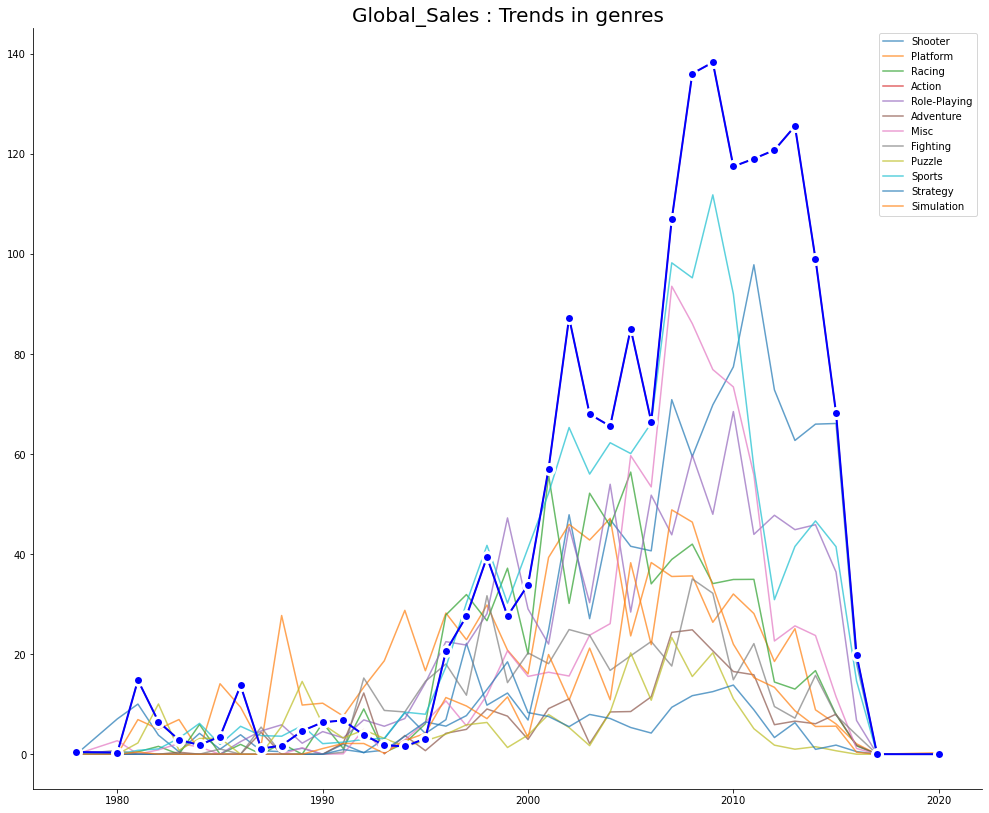 Global_Sales : Trends in genres
Shooter
Platform
Racing
Action
Role-Playing
Adventure
Misc
Fighting
Puzzle
Sports
Strategy
Simulation
140
120
100
80
60
40
20
0
1980
1990
2000
2010
2020